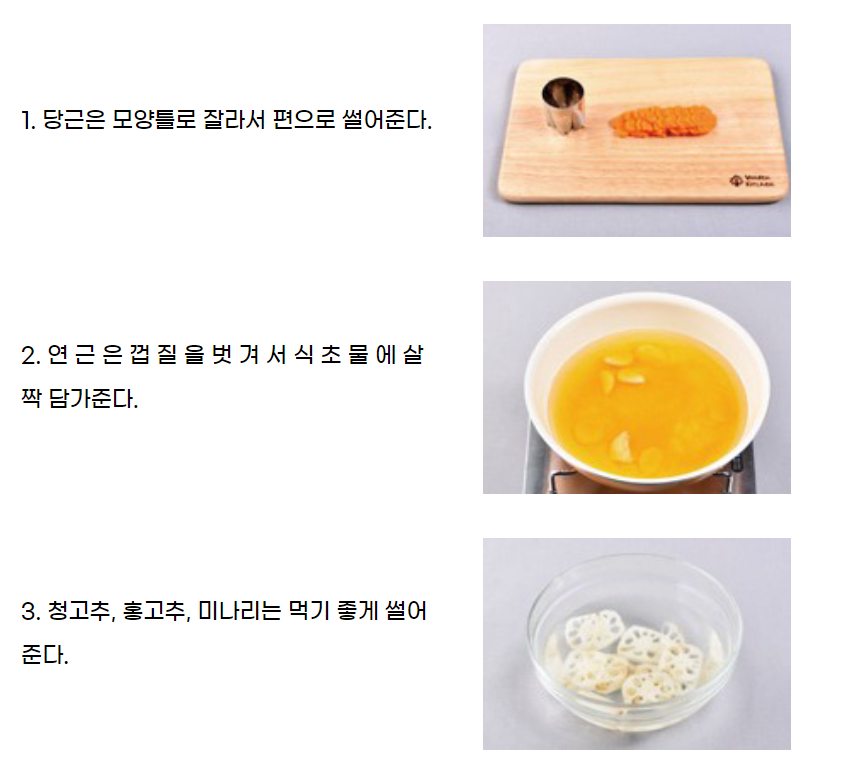 1. 당근은 모양틀로 잘라서 편으로 썰어준다.
2. 연 근 은 껍 질 을 벗 겨 서 식 초 물 에 살
짝 담가준다.
3. 청고추, 홍고추, 미나리는 먹기 좋게 썰어
준다.